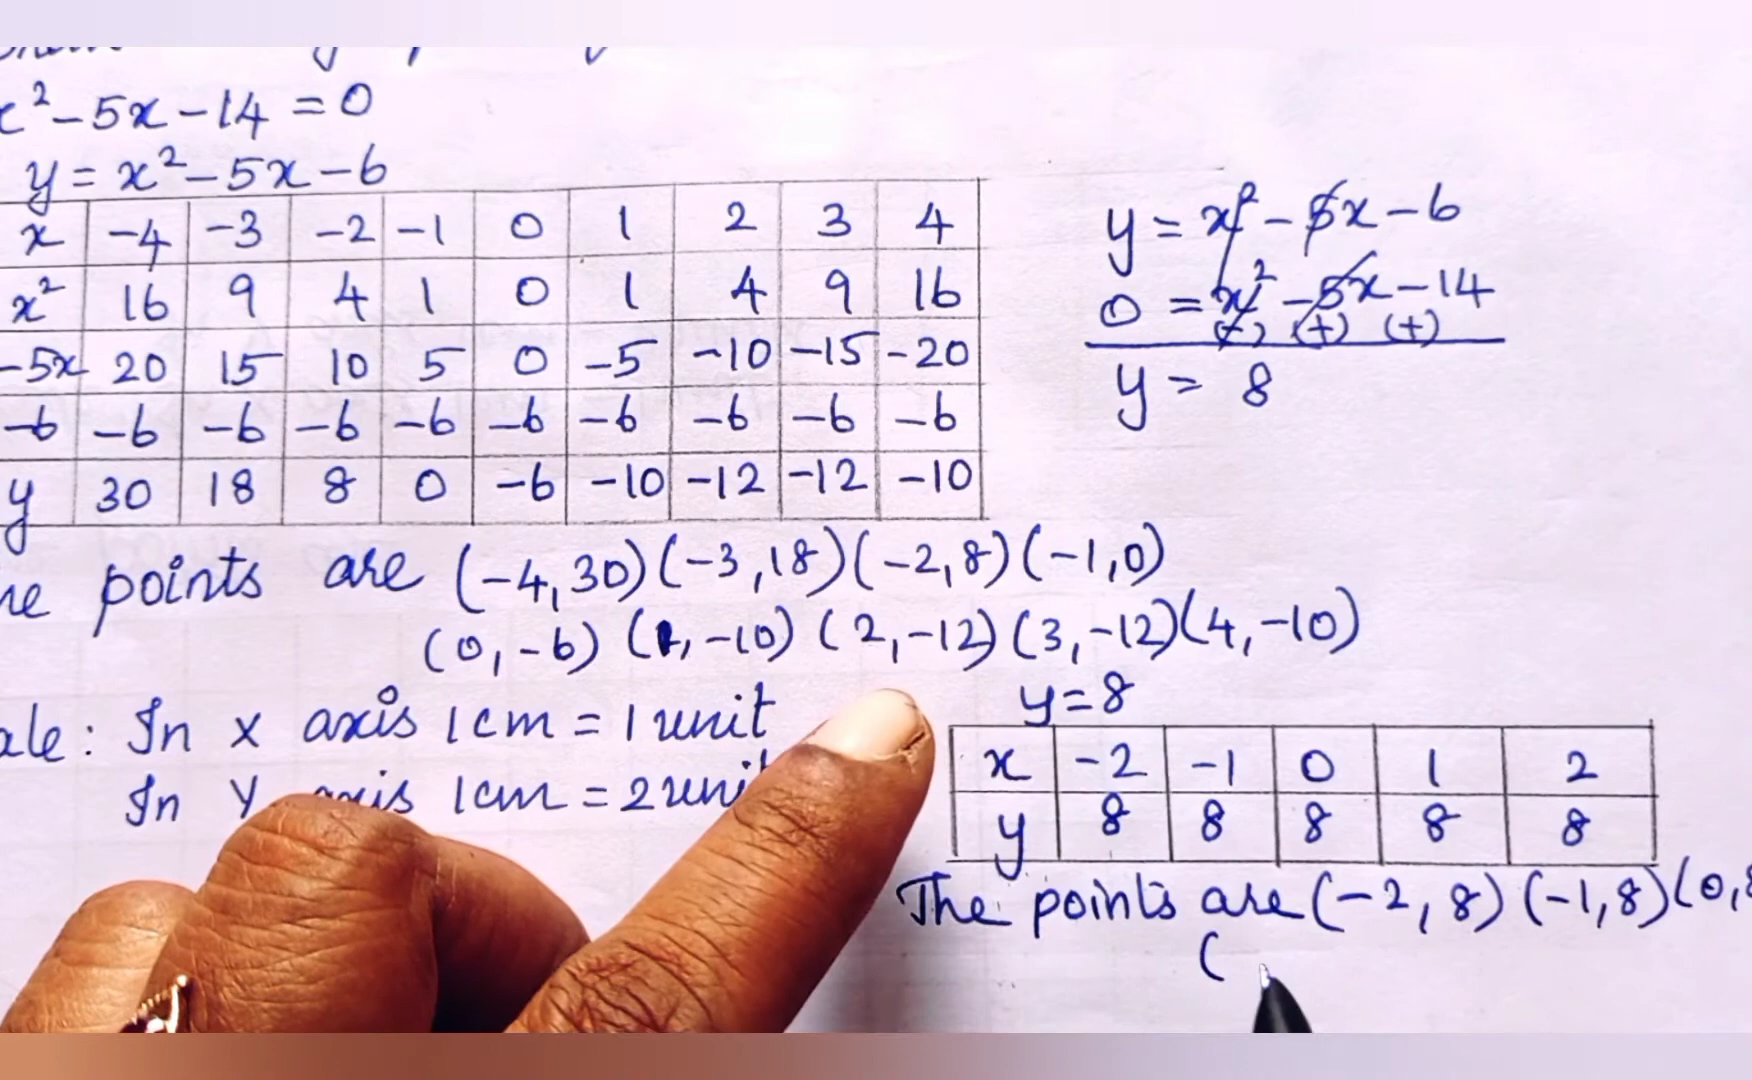 x² - 5x - 14 = 0
y = x² - 5x - 6
x -4 -3 -2 -1 0 1 2 3 4
x² 16 9 4 1 0 1 4 9 16
-5x 20 15 10 5 0 -5 -10 -15 -20
-6 -6 -6 -6 -6 -6 -6 -6 -6 -6
y 30 18 8 0 -6 -10 -12 -12 -10
y = x² - 5x - 6
0 = x² - 5x - 14
(-) (+) (+)
y = 8
points are (-4, 30) (-3, 18) (-2, 8) (-1, 0)
(0, -6) (1, -10) (2, -12) (3, -12) (4, -10)
In x axis 1cm = 1 unit
In Y axis 1cm = 2 uni
y = 8
x -2 -1 0 1 2
y 8 8 8 8 8
The points are (-2, 8) (-1, 8) (0, 8
(